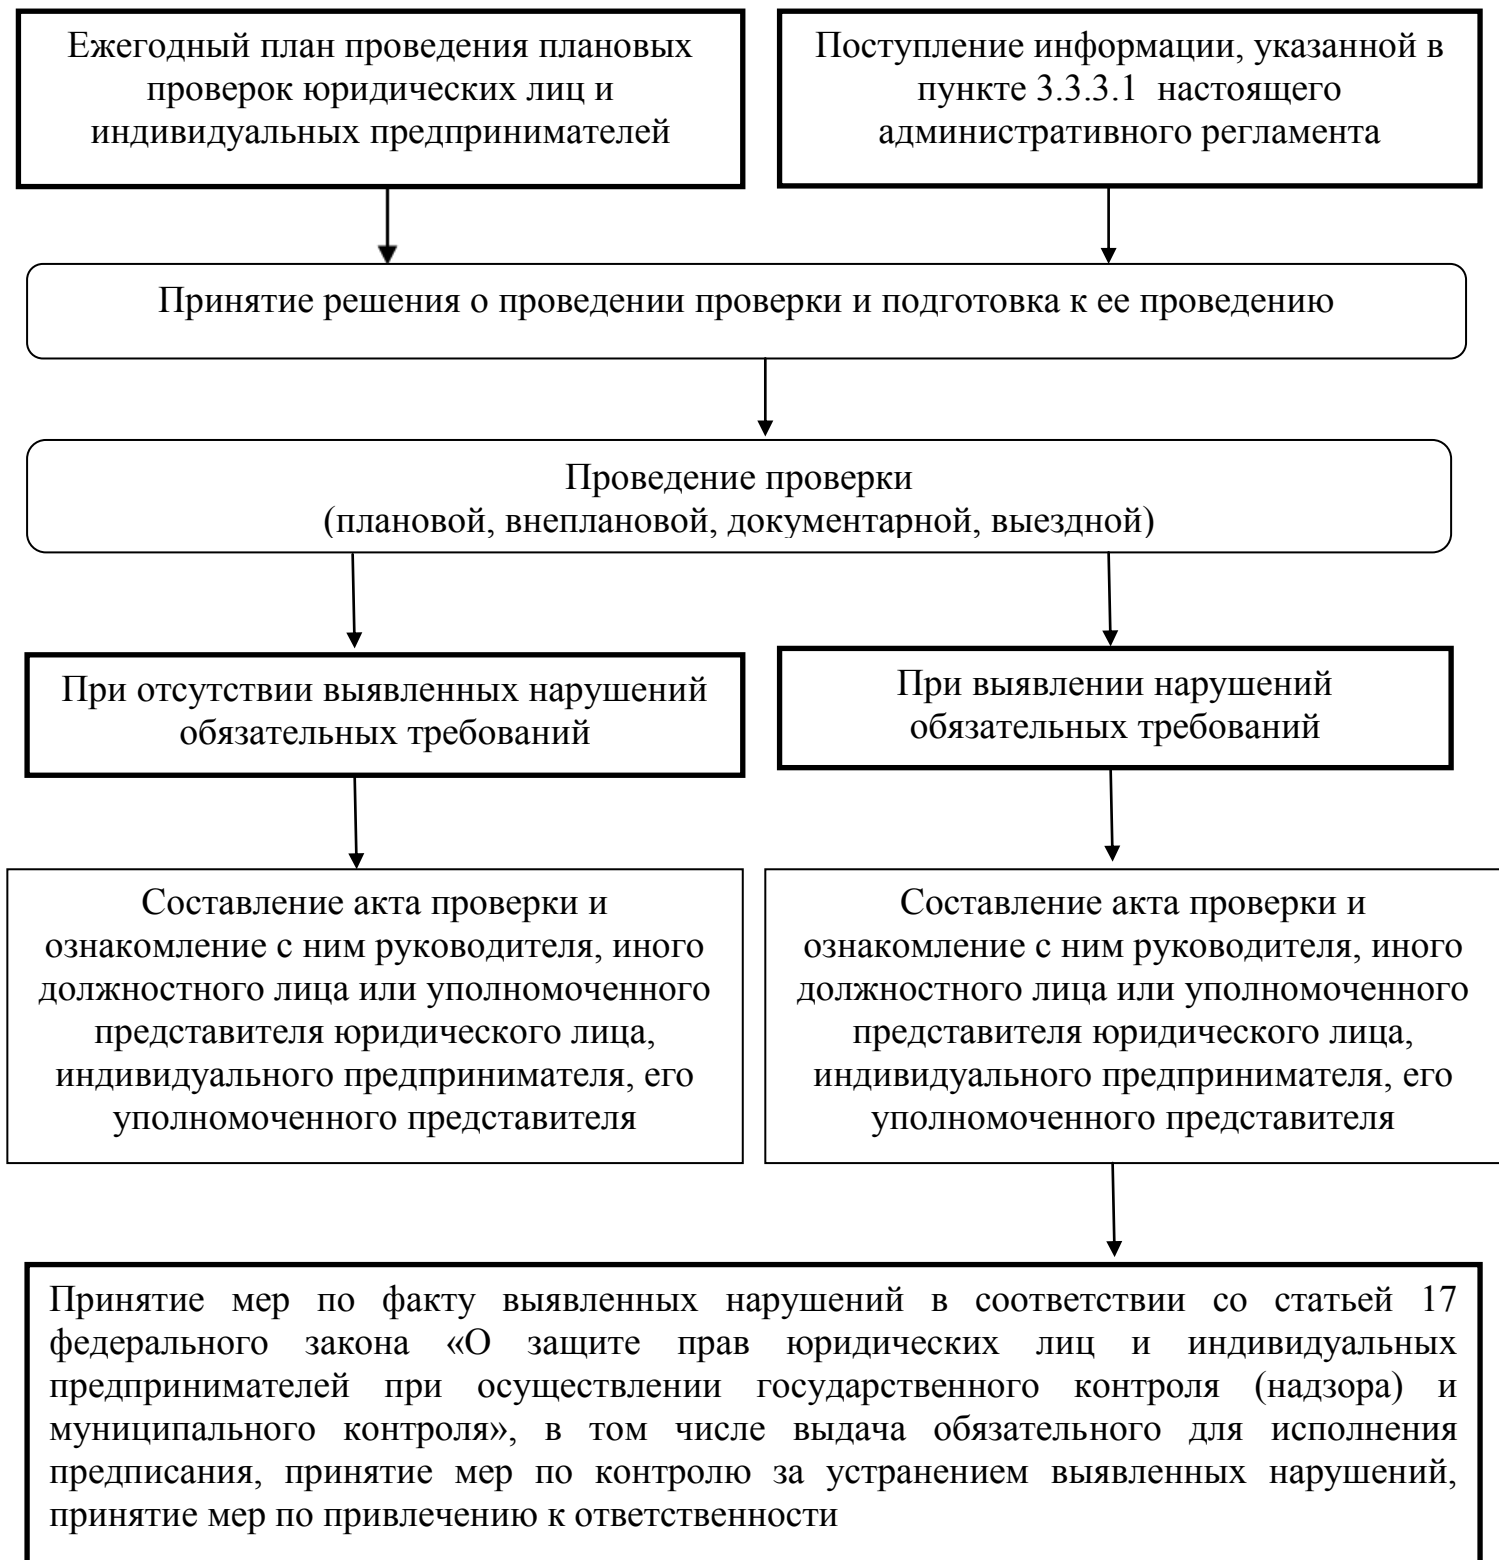 Ежегодный план проведения плановых
проверок юридических лиц и
индивидуальных предпринимателей
Поступление информации, указанной в
пункте 3.3.3.1 настоящего
административного регламента
Принятие решения о проведении проверки и подготовка к ее проведению
Проведение проверки
(плановой, внеплановой, документарной, выездной)
При отсутствии выявленных нарушений
обязательных требований
При выявлении нарушений
обязательных требований
Составление акта проверки и
ознакомление с ним руководителя, иного
должностного лица или уполномоченного
представителя юридического лица,
индивидуального предпринимателя, его
уполномоченного представителя
Составление акта проверки и
ознакомление с ним руководителя, иного
должностного лица или уполномоченного
представителя юридического лица,
индивидуального предпринимателя, его
уполномоченного представителя
Принятие мер по факту выявленных нарушений в соответствии со статьей 17
федерального закона «О защите прав юридических лиц и индивидуальных
предпринимателей при осуществлении государственного контроля (надзора) и
муниципального контроля», в том числе выдача обязательного для исполнения
предписания, принятие мер по контролю за устранением выявленных нарушений,
принятие мер по привлечению к ответственности